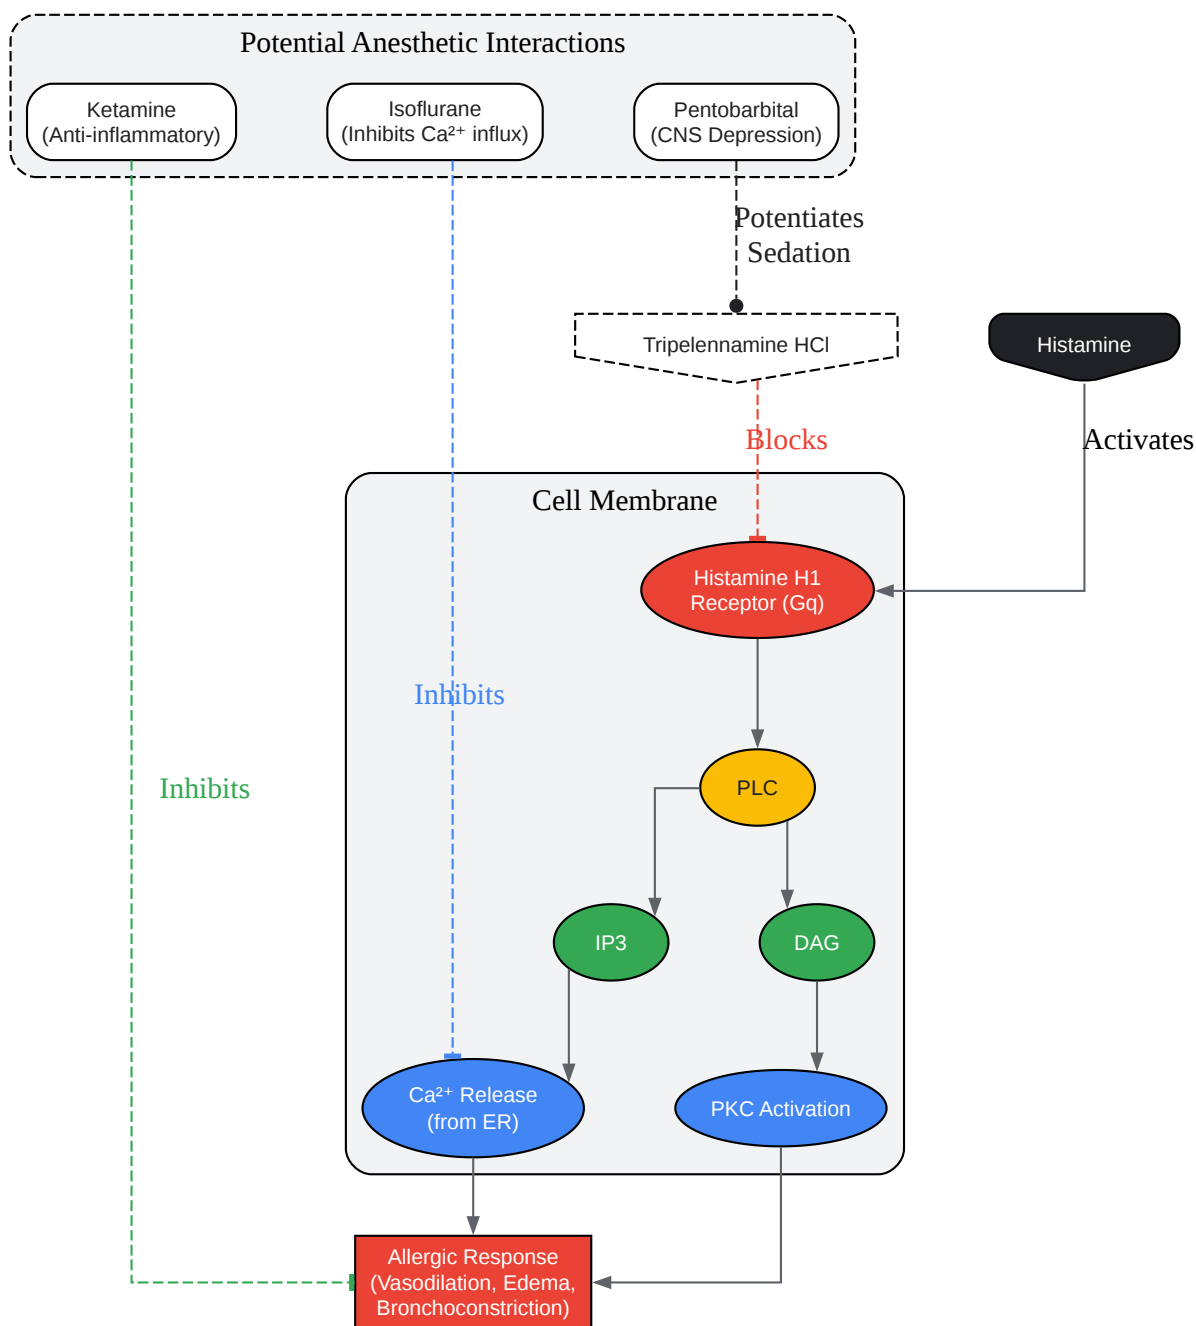 Potential Anesthetic Interactions
Ketamine
(Anti-inflammatory)
Isoflurane
(Inhibits Ca²⁺ influx)
Pentobarbital
(CNS Depression)
Potentiates
Sedation
Tripelennamine HCl
Histamine
Blocks
Activates
Cell Membrane
Histamine H1
Receptor (Gq)
Inhibits
PLC
Inhibits
IP3
DAG
Ca²⁺ Release
(from ER)
PKC Activation
Allergic Response
(Vasodilation, Edema,
Bronchoconstriction)